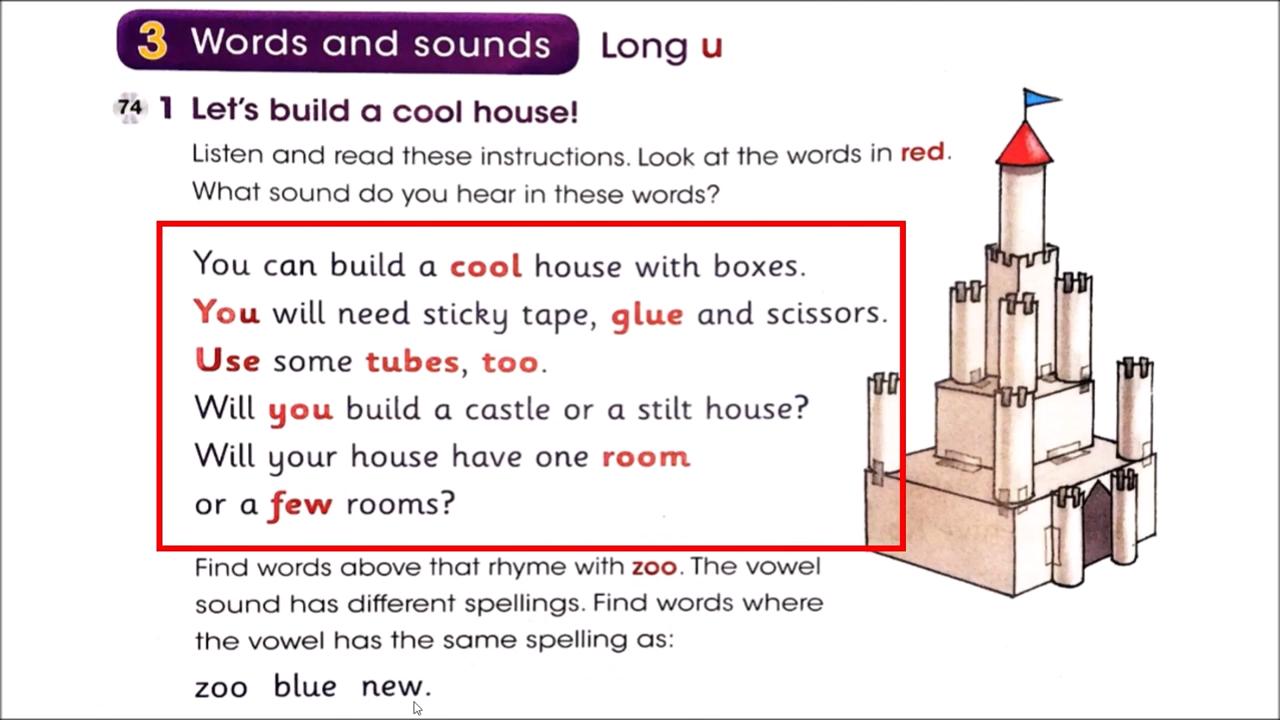 3 Words and sounds Long u
74 1 Let's build a cool house!
Listen and read these instructions. Look at the words in red.
What sound do you hear in these words?
You can build a cool house with boxes.
You will need sticky tape, glue and scissors.
Use some tubes, too.
Will you build a castle or a stilt house?
Will your house have one room
or a few rooms?
Find words above that rhyme with zoo. The vowel
sound has different spellings. Find words where
the vowel has the same spelling as:
zoo blue new.